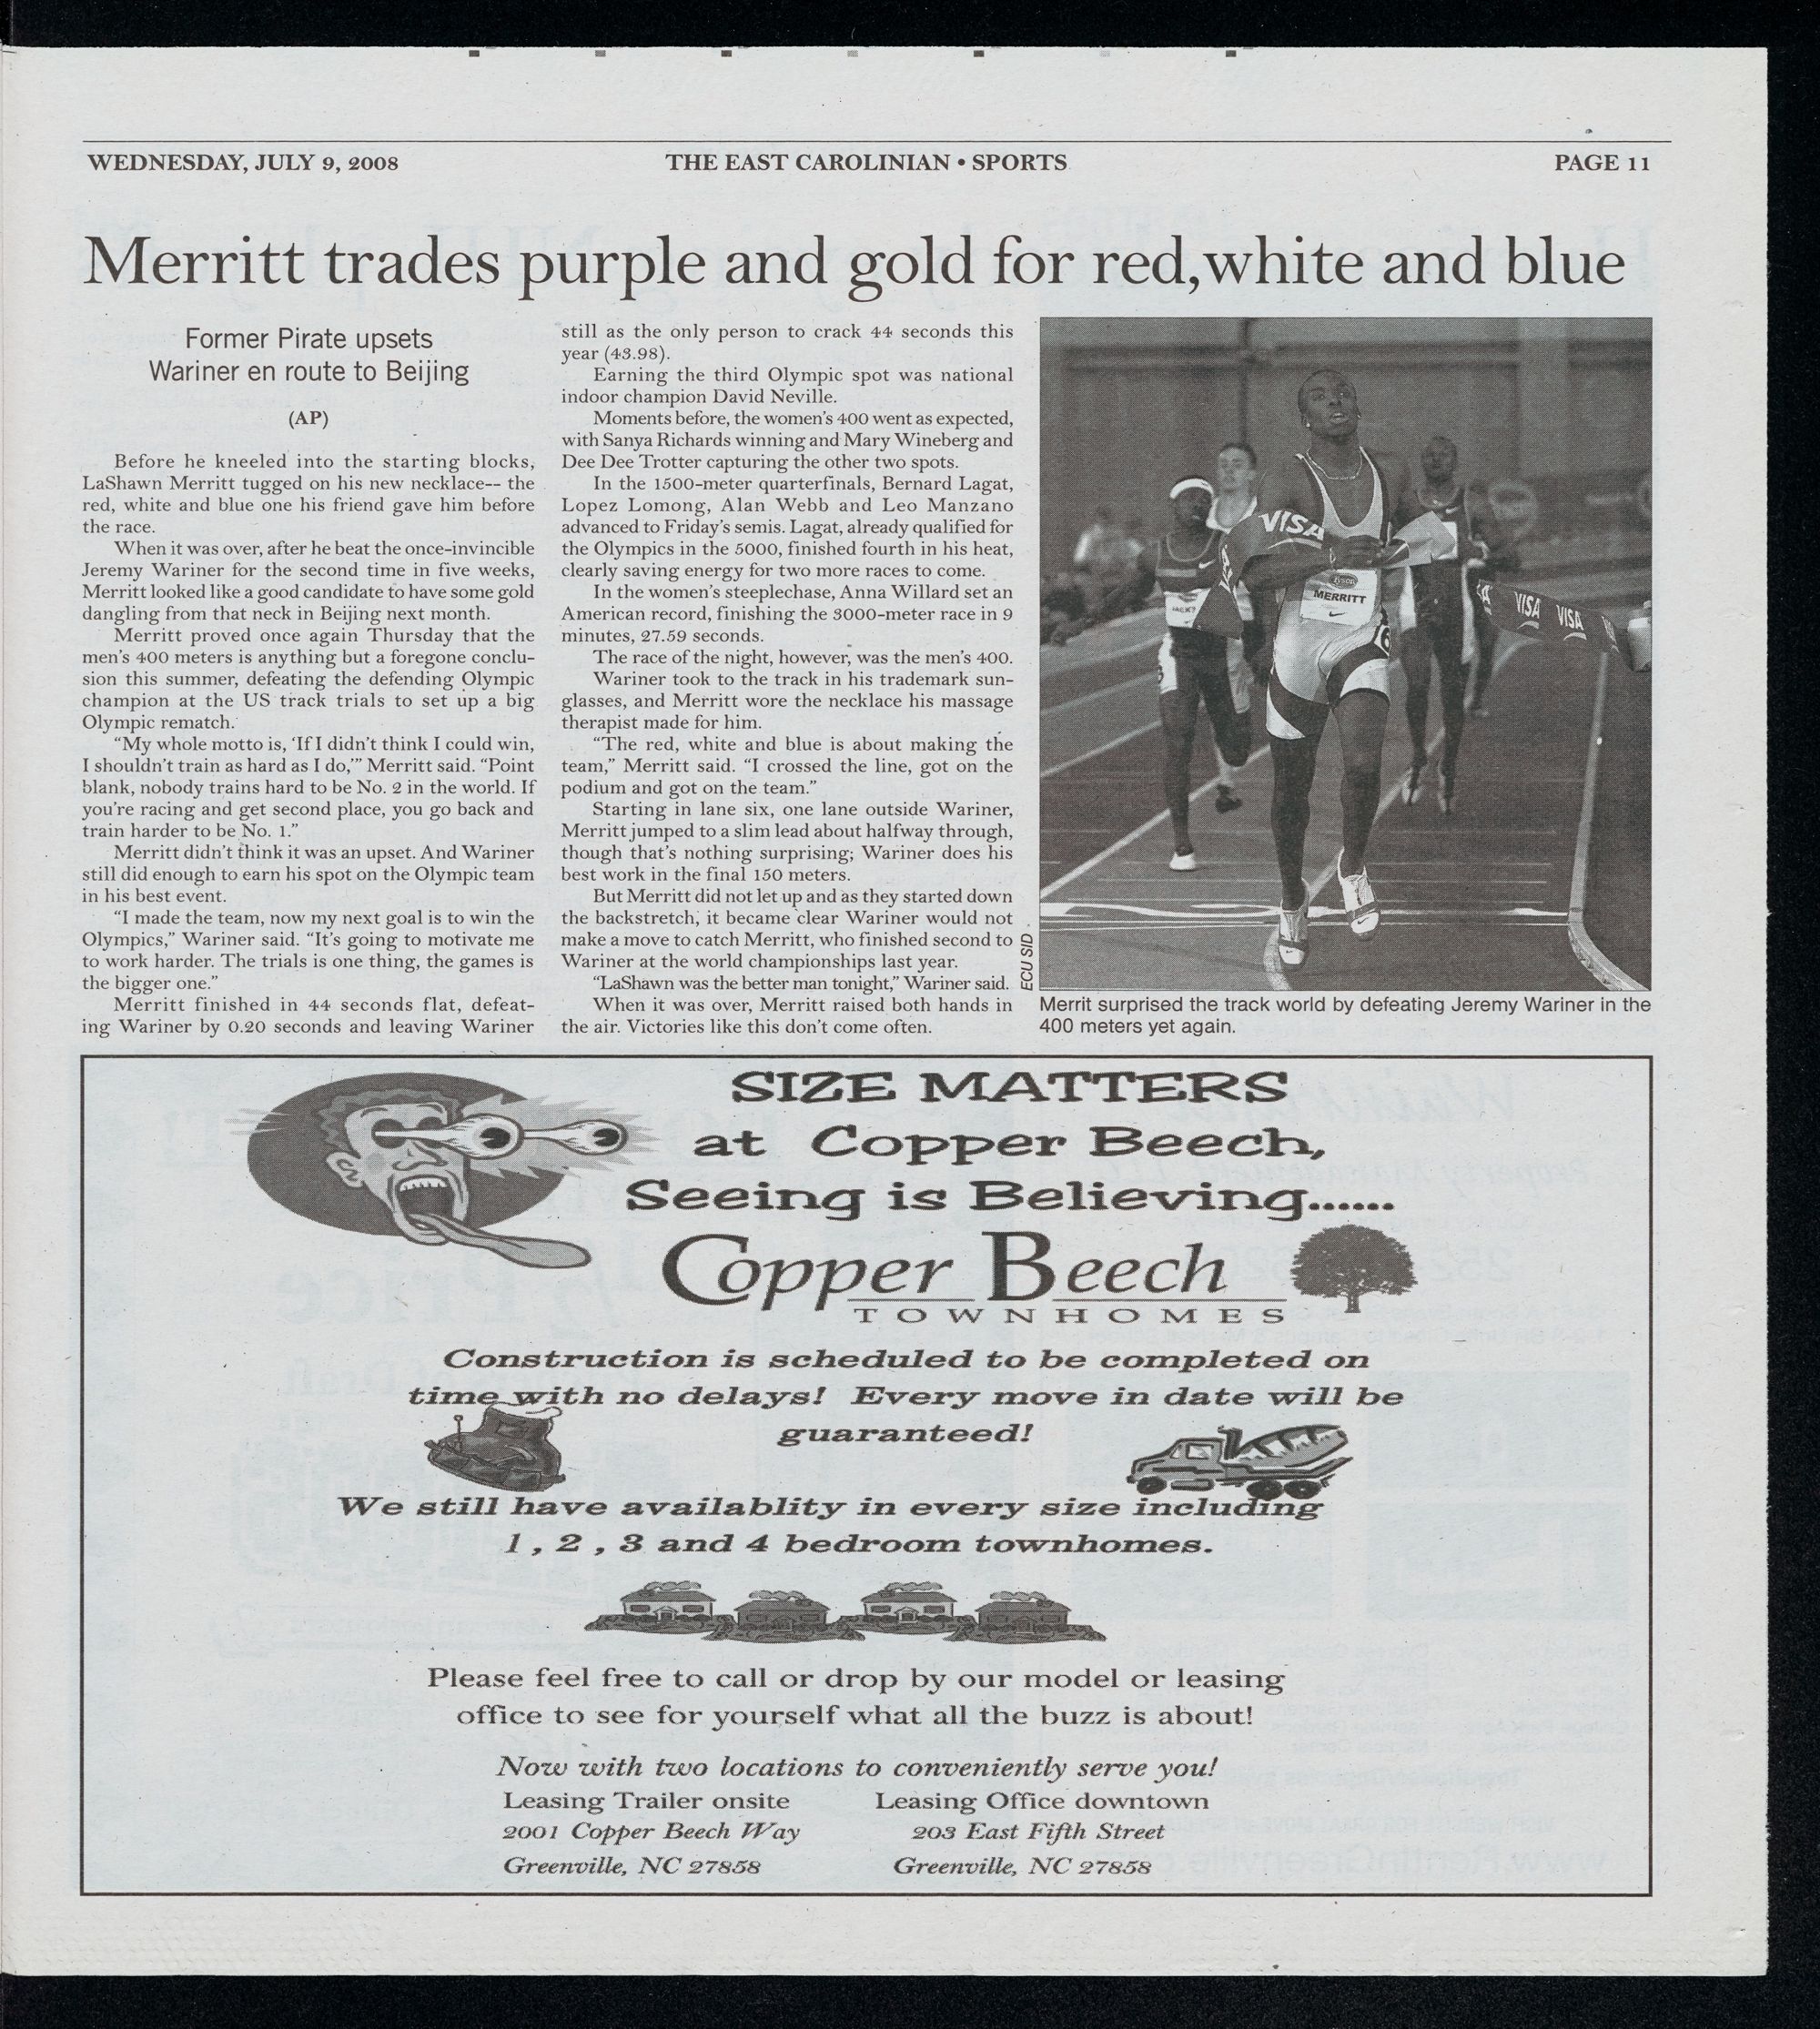 WEDNESDAY, JULY 9, 2008
THE EAST CAROLINIAN • SPORTS
PAGE 11
Merritt trades purple and gold for red,white and blue
Former Pirate upsets
Wariner en route to Beijing
(AP)
Before he kneeled into the starting blocks,
LaShawn Merritt tugged on his new necklace-- the
red, white and blue one his friend gave him before
the race.
When it was over, after he beat the once-invincible
Jeremy Wariner for the second time in five weeks,
Merritt looked like a good candidate to have some gold
dangling from that neck in Beijing next month.
Merritt proved once again Thursday that the
men's 400 meters is anything but a foregone conclu-
sion this summer, defeating the defending Olympic
champion at the US track trials to set up a big
Olympic rematch.
“My whole motto is, ‘If I didn't think I could win,
I shouldn't train as hard as I do,’” Merritt said. “Point
blank, nobody trains hard to be No. 2 in the world. If
you're racing and get second place, you go back and
train harder to be No. 1.”
Merritt didn't think it was an upset. And Wariner
still did enough to earn his spot on the Olympic team
in his best event.
“I made the team, now my next goal is to win the
Olympics,” Wariner said. “It's going to motivate me
to work harder. The trials is one thing, the games is
the bigger one.”
Merritt finished in 44 seconds flat, defeat-
ing Wariner by 0.20 seconds and leaving Wariner
still as the only person to crack 44 seconds this
year (43.98).
Earning the third Olympic spot was national
indoor champion David Neville.
Moments before, the women's 400 went as expected,
with Sanya Richards winning and Mary Wineberg and
Dee Dee Trotter capturing the other two spots.
In the 1500-meter quarterfinals, Bernard Lagat,
Lopez Lomong, Alan Webb and Leo Manzano
advanced to Friday's semis. Lagat, already qualified for
the Olympics in the 5000, finished fourth in his heat,
clearly saving energy for two more races to come.
In the women's steeplechase, Anna Willard set an
American record, finishing the 3000-meter race in 9
minutes, 27.59 seconds.
The race of the night, however, was the men's 400.
Wariner took to the track in his trademark sun-
glasses, and Merritt wore the necklace his massage
therapist made for him.
“The red, white and blue is about making the
team,” Merritt said. “I crossed the line, got on the
podium and got on the team.”
Starting in lane six, one lane outside Wariner,
Merritt jumped to a slim lead about halfway through,
though that's nothing surprising; Wariner does his
best work in the final 150 meters.
But Merritt did not let up and as they started down
the backstretch, it became clear Wariner would not
make a move to catch Merritt, who finished second to
Wariner at the world championships last year.
“LaShawn was the better man tonight,” Wariner said.
When it was over, Merritt raised both hands in
the air. Victories like this don't come often.
VISA
Tyson
MERRITT
VISA VISA
ECU SID
Merrit surprised the track world by defeating Jeremy Wariner in the
400 meters yet again.
SIZE MATTERS
at Copper Beech,
Seeing is Believing......
Copper Beech
TOWNHOMES
Construction is scheduled to be completed on
time with no delays! Every move in date will be
guaranteed!
We still have availablity in every size including
1 , 2 , 3 and 4 bedroom townhomes.
Please feel free to call or drop by our model or leasing
office to see for yourself what all the buzz is about!
Now with two locations to conveniently serve you!
Leasing Trailer onsite
2001 Copper Beech Way
Greenville, NC 27858
Leasing Office downtown
203 East Fifth Street
Greenville, NC 27858